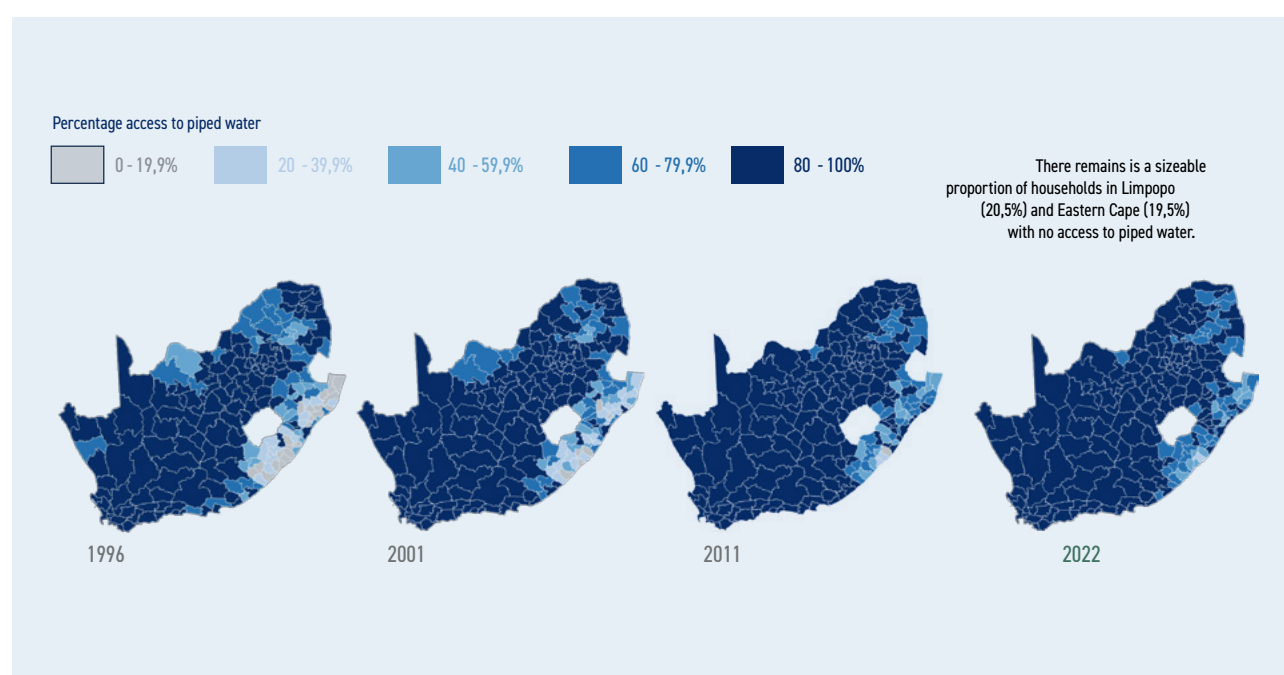 Percentage access to piped water
0 - 19,9%
20 - 39,9%
40 - 59,9%
60 - 79,9%
80 - 100%
There remains is a sizeable
proportion of households in Limpopo
(20,5%) and Eastern Cape (19,5%)
with no access to piped water.
1996
2001
2011
2022